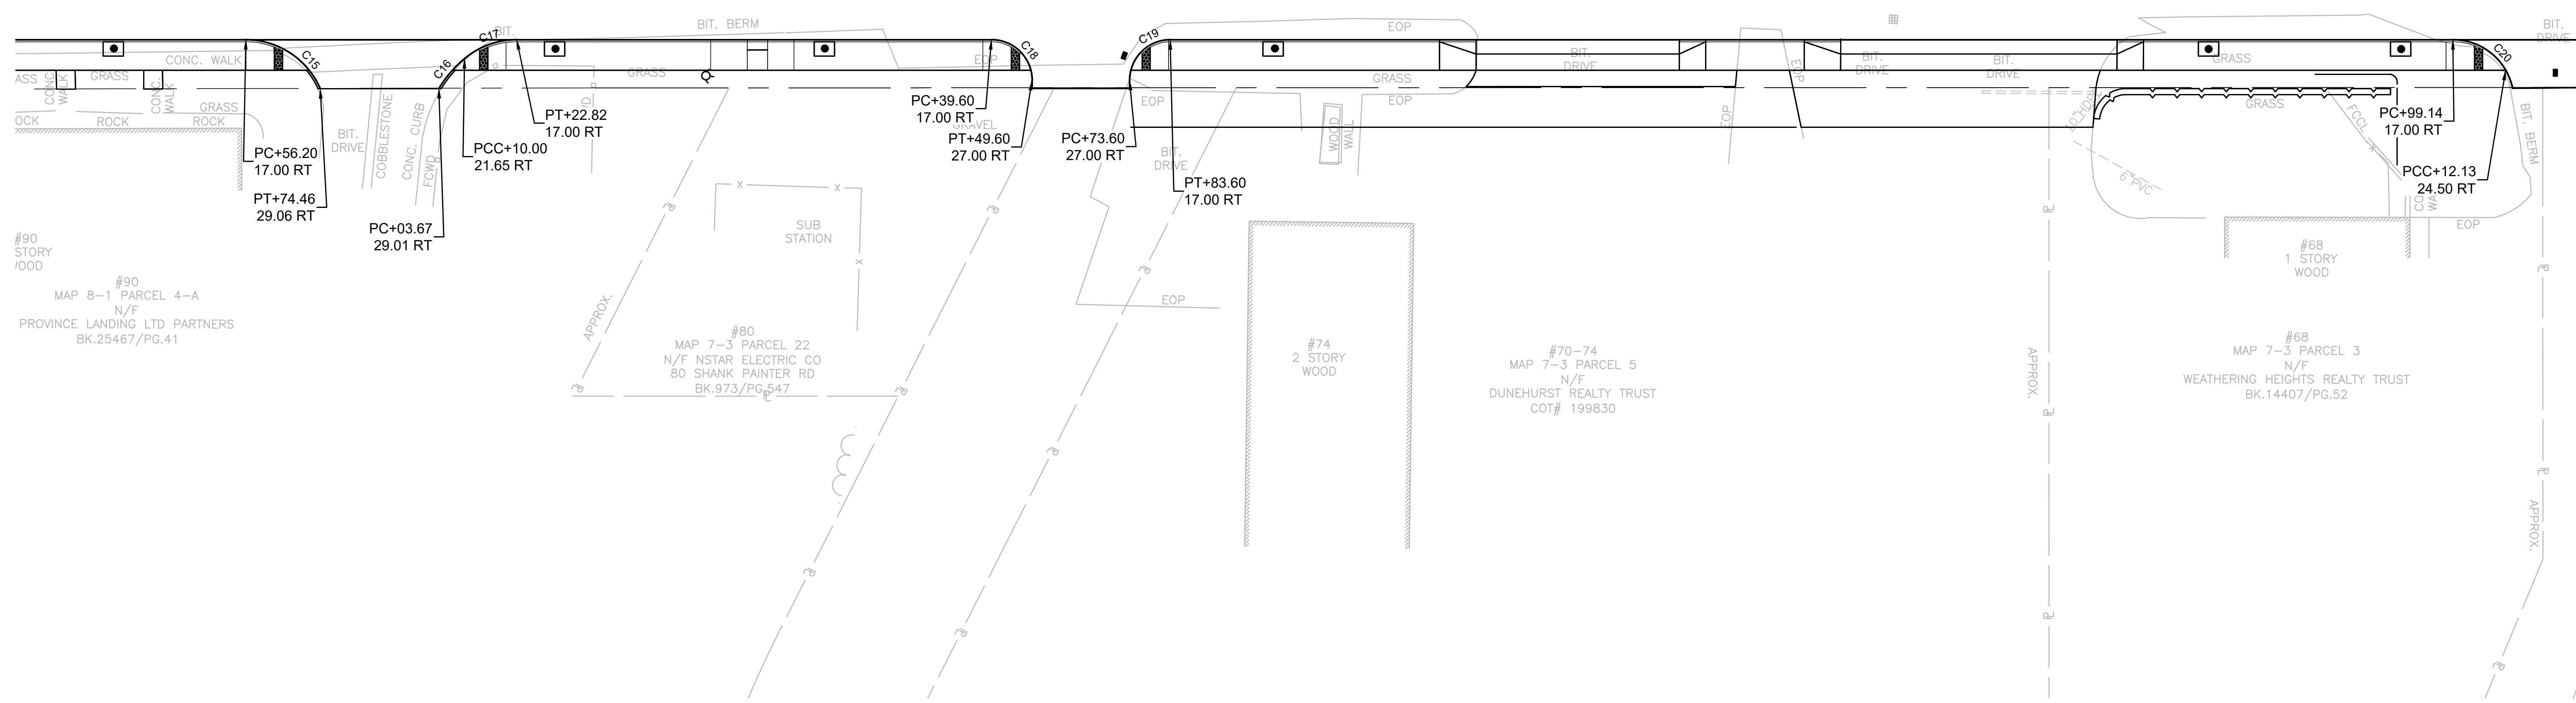 BIT. BERM
BIT.
EOP
BIT.
DRIVE
C17
C15
C16
C18
C19
C20
CONC. WALK
ASS
GRASS
CONC.
WALK
CONC.
WALK
GRASS
OCK
ROCK
ROCK
GRASS
EOP
GRAVEL
EOP
GRASS
EOP
BIT.
DRIVE
EOP
BIT.
DRIVE
BIT.
DRIVE
GRASS
GRASS
EOP
BIT.
DRIVE
COBBLESTONE
CONC. CURB
FCWD
BIT.
DRIVE
WOOD
WALL
FCCL
BIT. BERM
6"PVC
EOP
PC+56.20
17.00 RT
PT+74.46
29.06 RT
PC+03.67
29.01 RT
PCC+10.00
21.65 RT
PT+22.82
17.00 RT
PC+39.60
17.00 RT
PT+49.60
27.00 RT
PC+73.60
27.00 RT
PT+83.60
17.00 RT
PC+99.14
17.00 RT
PCC+12.13
24.50 RT
#90
STORY
#90
MAP 8-1 PARCEL 4-A
N/F
PROVINCE LANDING LTD PARTNERS
BK.25467/PG.41
APPROX.
SUB
STATION
#80
MAP 7-3 PARCEL 22
N/F NSTAR ELECTRIC CO
80 SHANK PAINTER RD
BK.973/PG.547
EOP
#74
2 STORY
WOOD
#70-74
MAP 7-3 PARCEL 5
N/F
DUNEHURST REALTY TRUST
COT# 199830
APPROX.
#68
1 STORY
WOOD
#68
MAP 7-3 PARCEL 3
N/F
WEATHERING HEIGHTS REALTY TRUST
BK.14407/PG.52
APPROX.